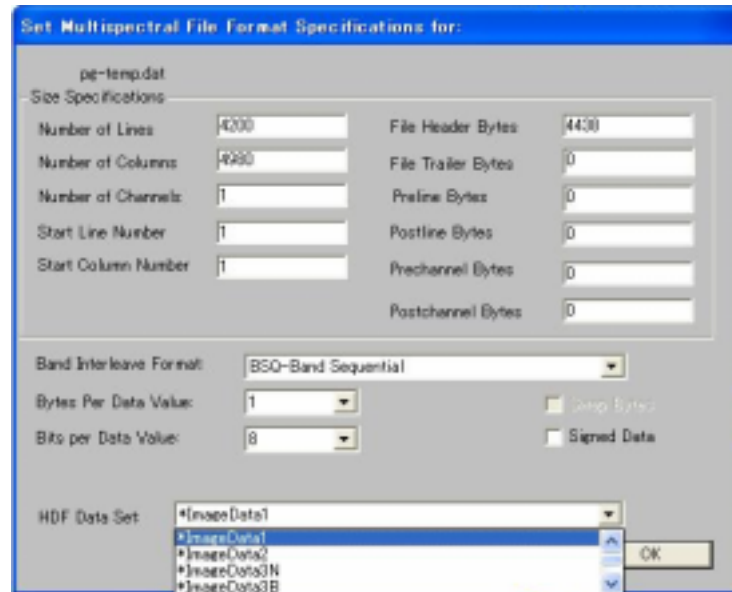 Set Multispectral File Format Specifications for:
pg-temp.dat
Size Specifications
Number of Lines 4200
Number of Columns 4980
Number of Channels 1
Start Line Number 1
Start Column Number 1
File Header Bytes
File Trailer Bytes 0
Preline Bytes 0
Postline Bytes 0
Prechannel Bytes 0
Postchannel Bytes 0
Band Interleave Format: BSQ-Band Sequential
Bytes Per Data Value: 1
Swap Bytes
Bits per Data Value: 8
Signed Data
HDF Data Set *ImageData1
*ImageData1
*ImageData2
*ImageData3N
*ImageData3B
OK